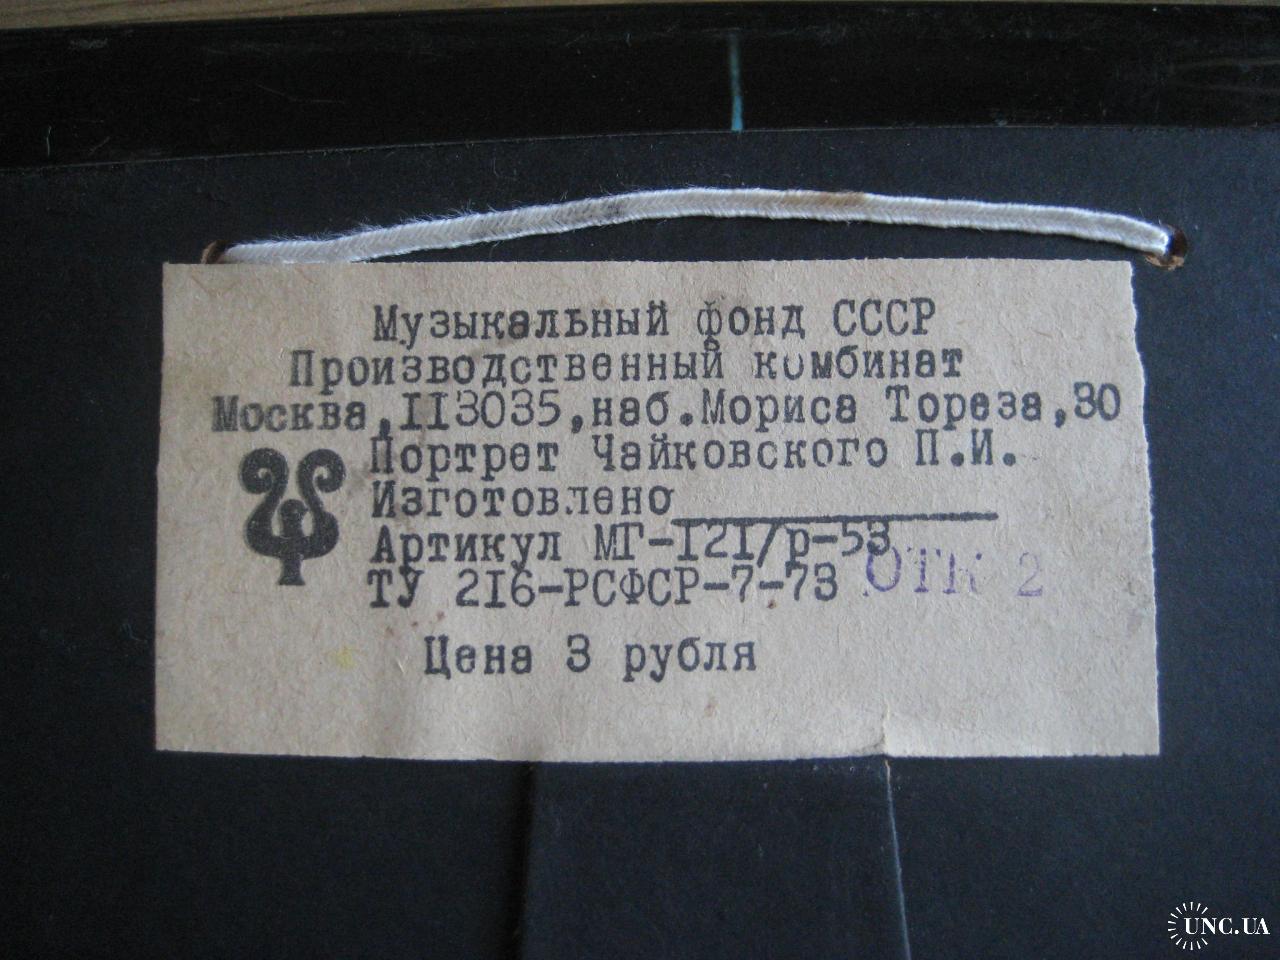 Музыкальный фонд СССР
Производственный комбинат
Москва,113035,наб.Мориса Тореза,30
Портрет Чайковского П.И.
Изготовлено
Артикул МГ-121/р-53
ТУ 216-РСФСР-7-73 ОТК 2
Цена 3 рубля
UNC.UA